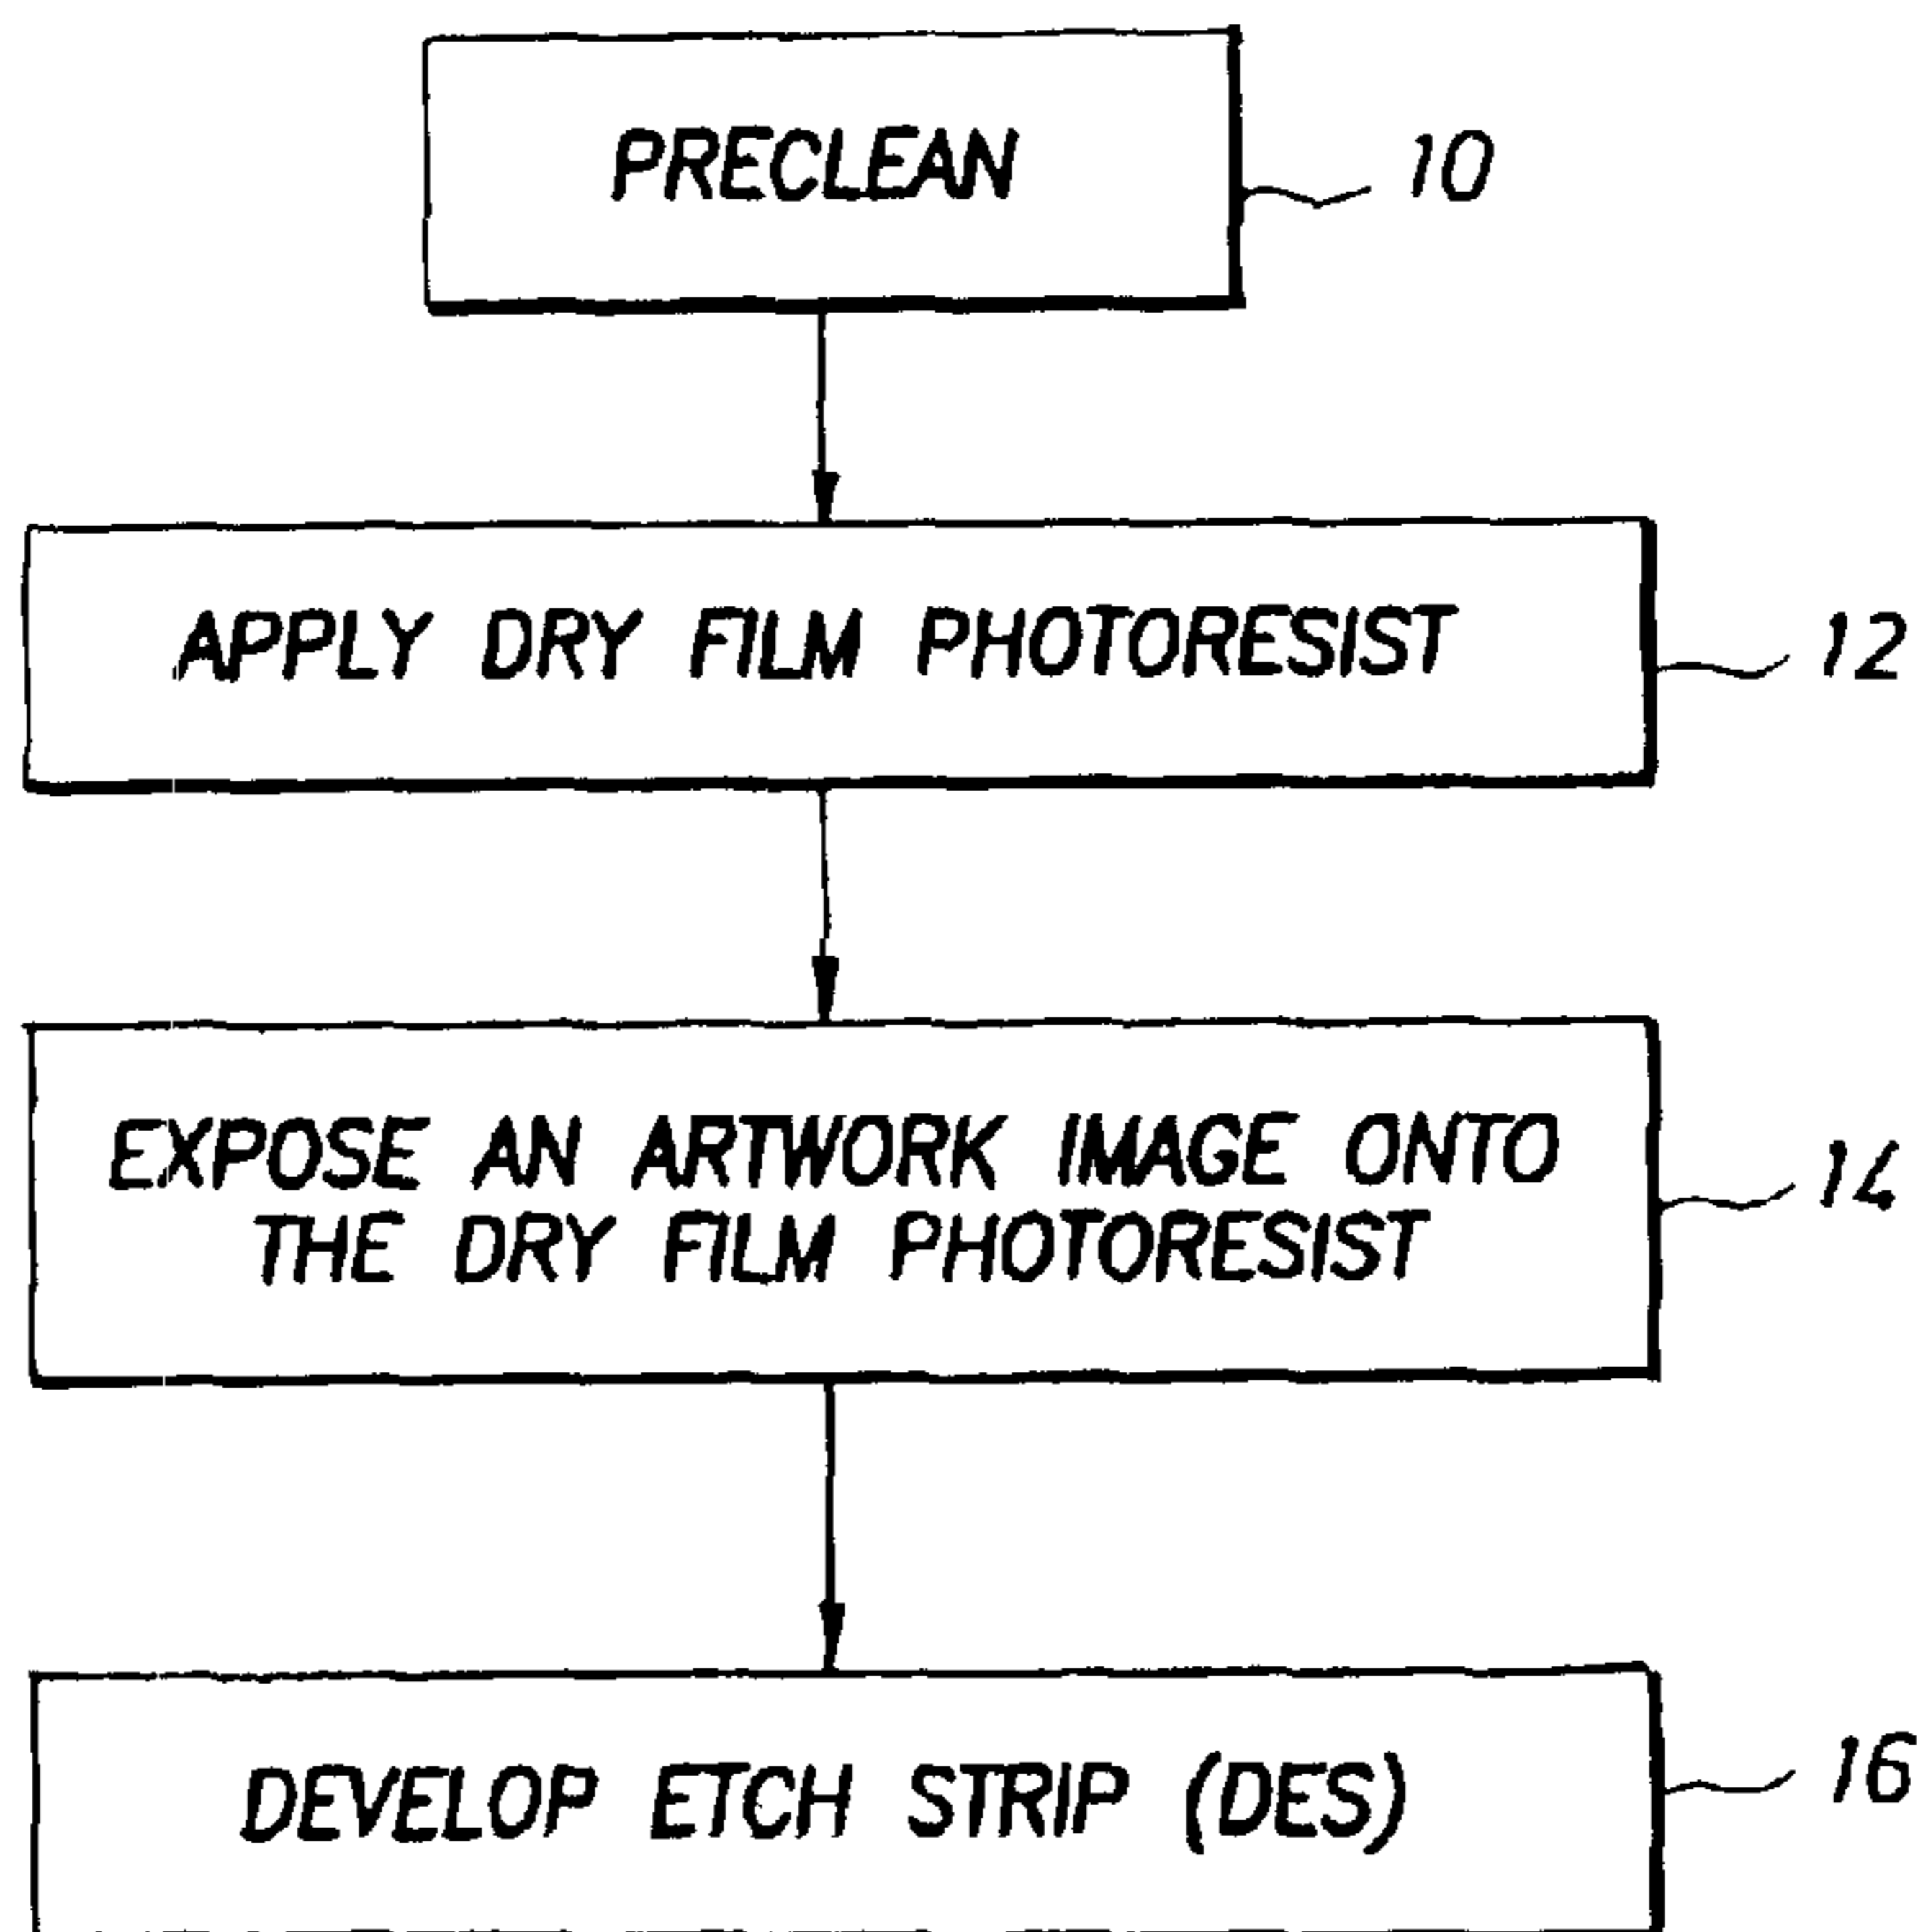 PRECLEAN
10
APPLY DRY FILM PHOTORESIST
12
EXPOSE AN ARTWORK IMAGE ONTO
THE DRY FILM PHOTORESIST
14
DEVELOP ETCH STRIP (DES)
16